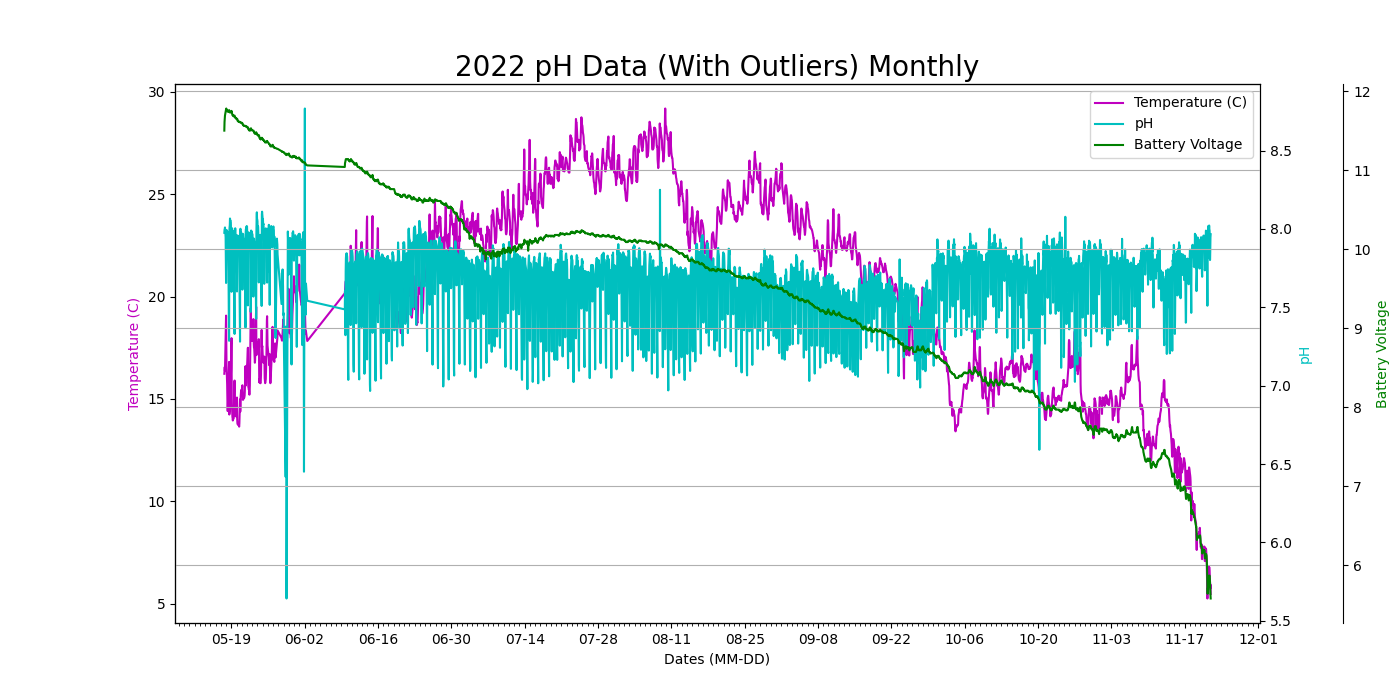 2022 pH Data (With Outliers) Monthly
Temperature (C)
pH
Battery Voltage
30
25
20
15
10
5
Temperature (C)
8.5
8.0
7.5
7.0
6.5
6.0
5.5
pH
12
11
10
9
8
7
6
Battery Voltage
05-19 06-02 06-16 06-30 07-14 07-28 08-11 08-25 09-08 09-22 10-06 10-20 11-03 11-17 12-01
Dates (MM-DD)